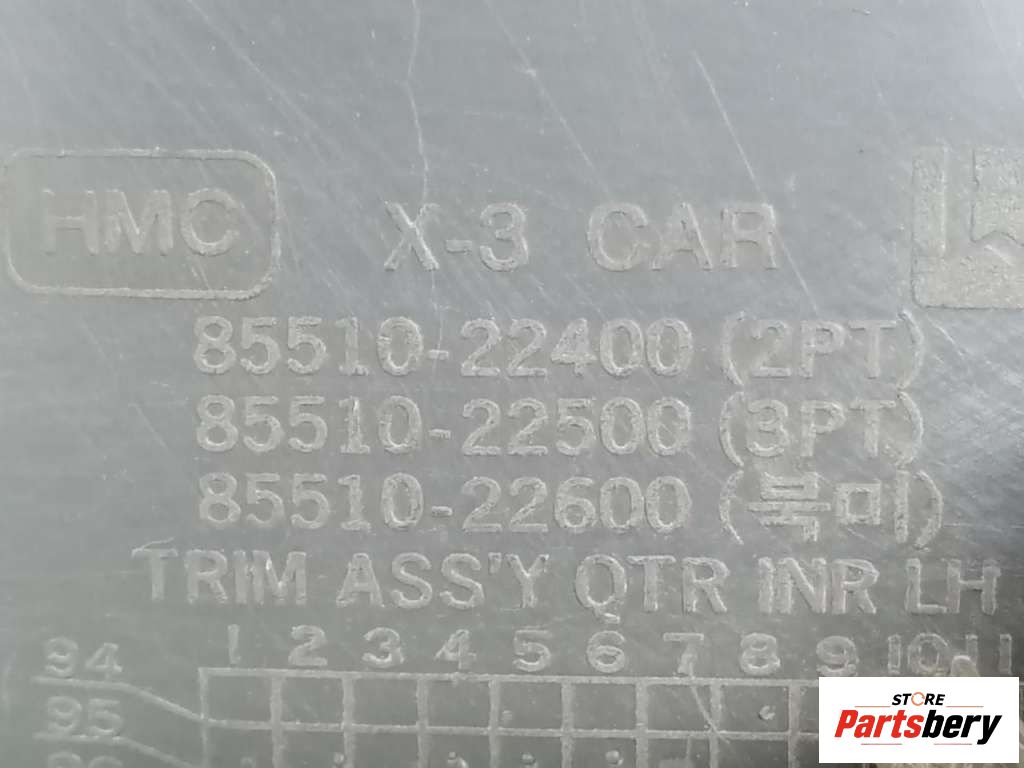 HMC X-3 CAR
85510-22400 (2PT)
85510-22500 (3PT)
85510-22600 (북미)
TRIM ASS'Y QTR INR LH
1 2 3 4 5 6 7 8 9 10 11
94
95
STORE
Partsbery